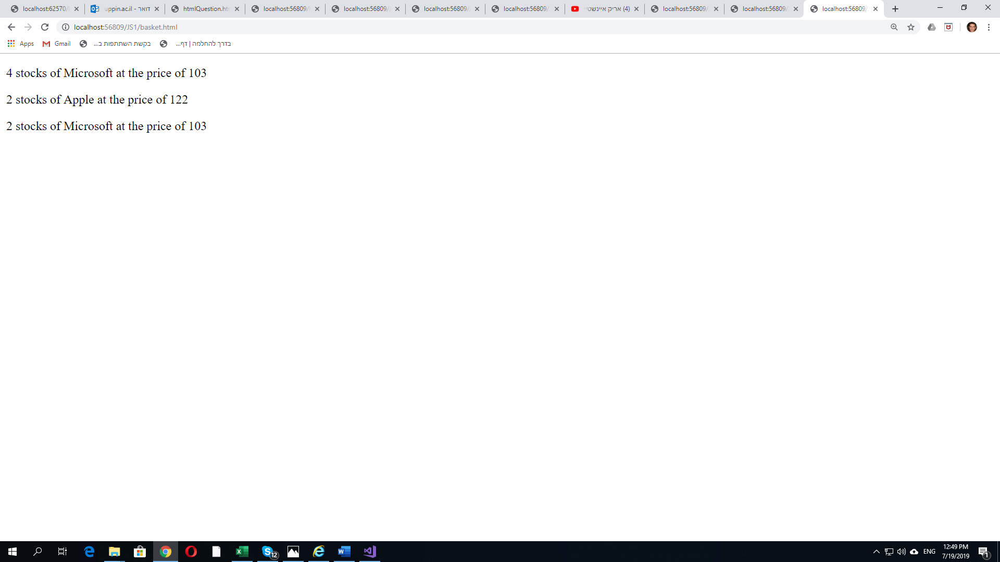 localhost:62570/ דואר - uppin.ac.il htmlQuestion.htm localhost:56809/ localhost:56809/ localhost:56809/ localhost:56809/ אריק איינשטיי (4) localhost:56809/ localhost:56809/ localhost:56809/
localhost:56809/JS1/basket.html
Apps Gmail בקשת השתתפות ב... בדרך להחלמה | דף...
4 stocks of Microsoft at the price of 103
2 stocks of Apple at the price of 122
2 stocks of Microsoft at the price of 103
12 ENG 12:49 PM
7/19/2019 1